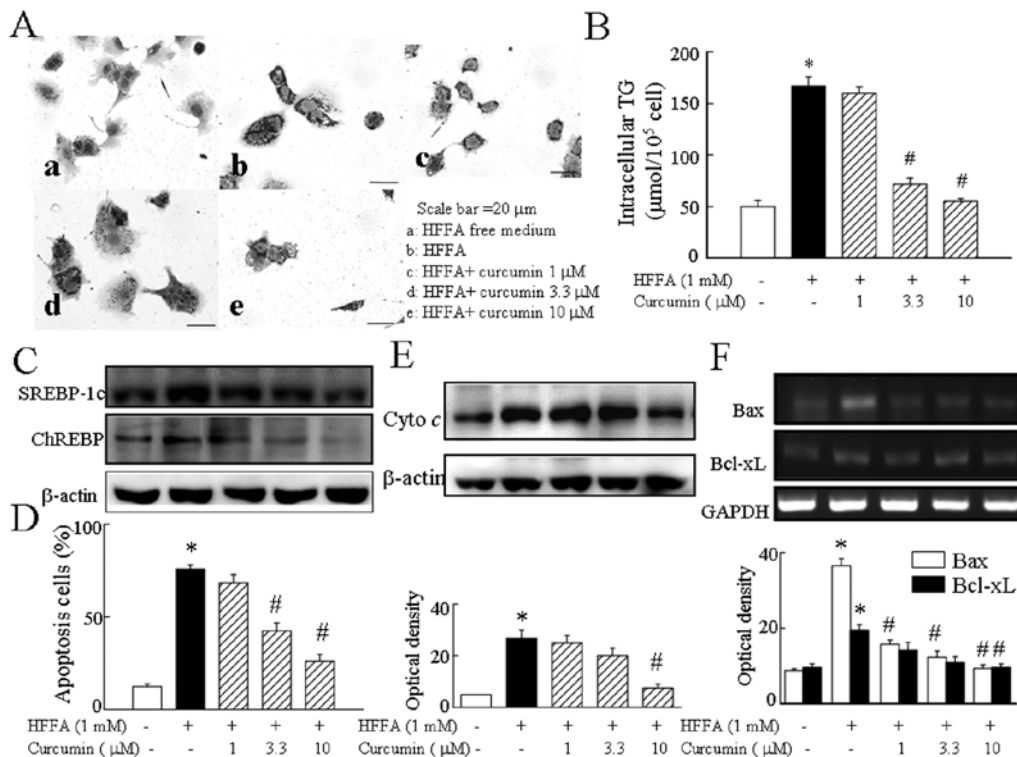 A
a
b
c
d
e
Scale bar =20 μm
a: HFFA free medium
b: HFFA
c: HFFA+ curcumin 1 μM
d: HFFA+ curcumin 3.3 μM
e: HFFA+ curcumin 10 μM
B
Intracellular TG
(μmol/10⁵ cell)
200
150
100
50
0
*
#
#
HFFA (1 mM) - + + + +
Curcumin ( μM) - - 1 3.3 10
C
SREBP-1c
ChREBP
β-actin
D
Apoptosis cells (%)
100
50
0
*
#
#
HFFA (1 mM) - + + + +
Curcumin ( μM) - - 1 3.3 10
E
Cyto c
β-actin
Optical density
40
20
0
*
#
HFFA (1 mM) - + + + +
Curcumin ( μM) - - 1 3.3 10
F
Bax
Bcl-xL
GAPDH
Optical density
40
20
0
Bax
Bcl-xL
*
*
#
#
##
HFFA (1 mM) - + + + +
Curcumin ( μM) - - 1 3.3 10